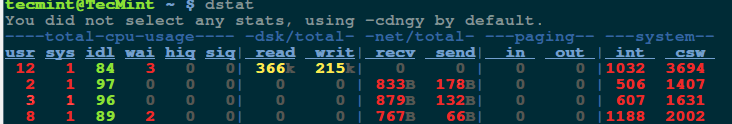 tecmint@TecMint ~ $ dstat
You did not select any stats, using -cdngy by default.
----total-cpu-usage---- -dsk/total- -net/total- ---paging-- ---system--
usr sys idl wai hiq siq| read  writ| recv  send|  in   out | int   csw
 12   1  84   3   0   0| 366k  215k|   0     0 |   0     0 |1032  3694
  2   1  97   0   0   0|   0     0 | 833B  178B|   0     0 | 506  1407
  3   1  96   0   0   0|   0     0 | 879B  132B|   0     0 | 607  1631
  8   1  89   2   0   0|   0     0 | 767B   66B|   0     0 |1188  2002